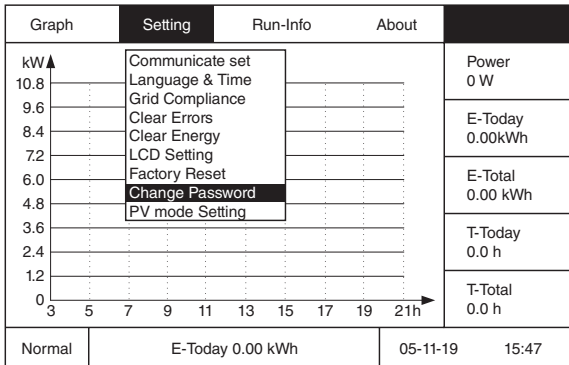 Graph Setting Run-Info About
kW
10.8
9.6
8.4
7.2
6.0
4.8
3.6
2.4
1.2
0
3 5 7 9 11 13 15 17 19 21h
Communicate set
Language & Time
Grid Compliance
Clear Errors
Clear Energy
LCD Setting
Factory Reset
Change Password
PV mode Setting
Power
0 W
E-Today
0.00kWh
E-Total
0.00 kWh
T-Today
0.0 h
T-Total
0.0 h
Normal E-Today 0.00 kWh 05-11-19 15:47